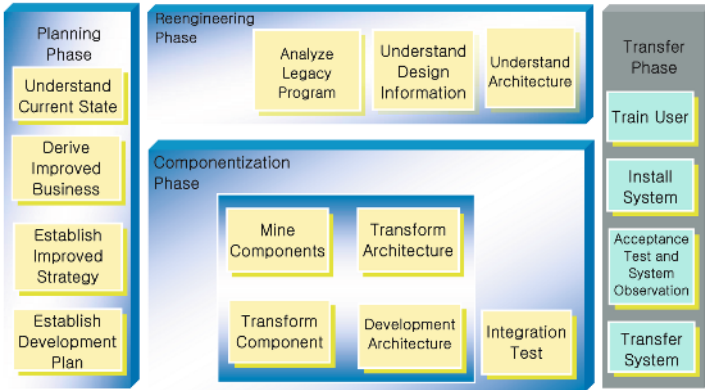 Planning
Phase
Understand
Current State
Derive
Improved
Business
Establish
Improved
Strategy
Establish
Development
Plan
Reengineering
Phase
Analyze
Legacy
Program
Understand
Design
Information
Understand
Architecture
Componentization
Phase
Mine
Components
Transform
Architecture
Transform
Component
Development
Architecture
Integration
Test
Transfer
Phase
Train User
Install
System
Acceptance
Test and
System
Observation
Transfer
System